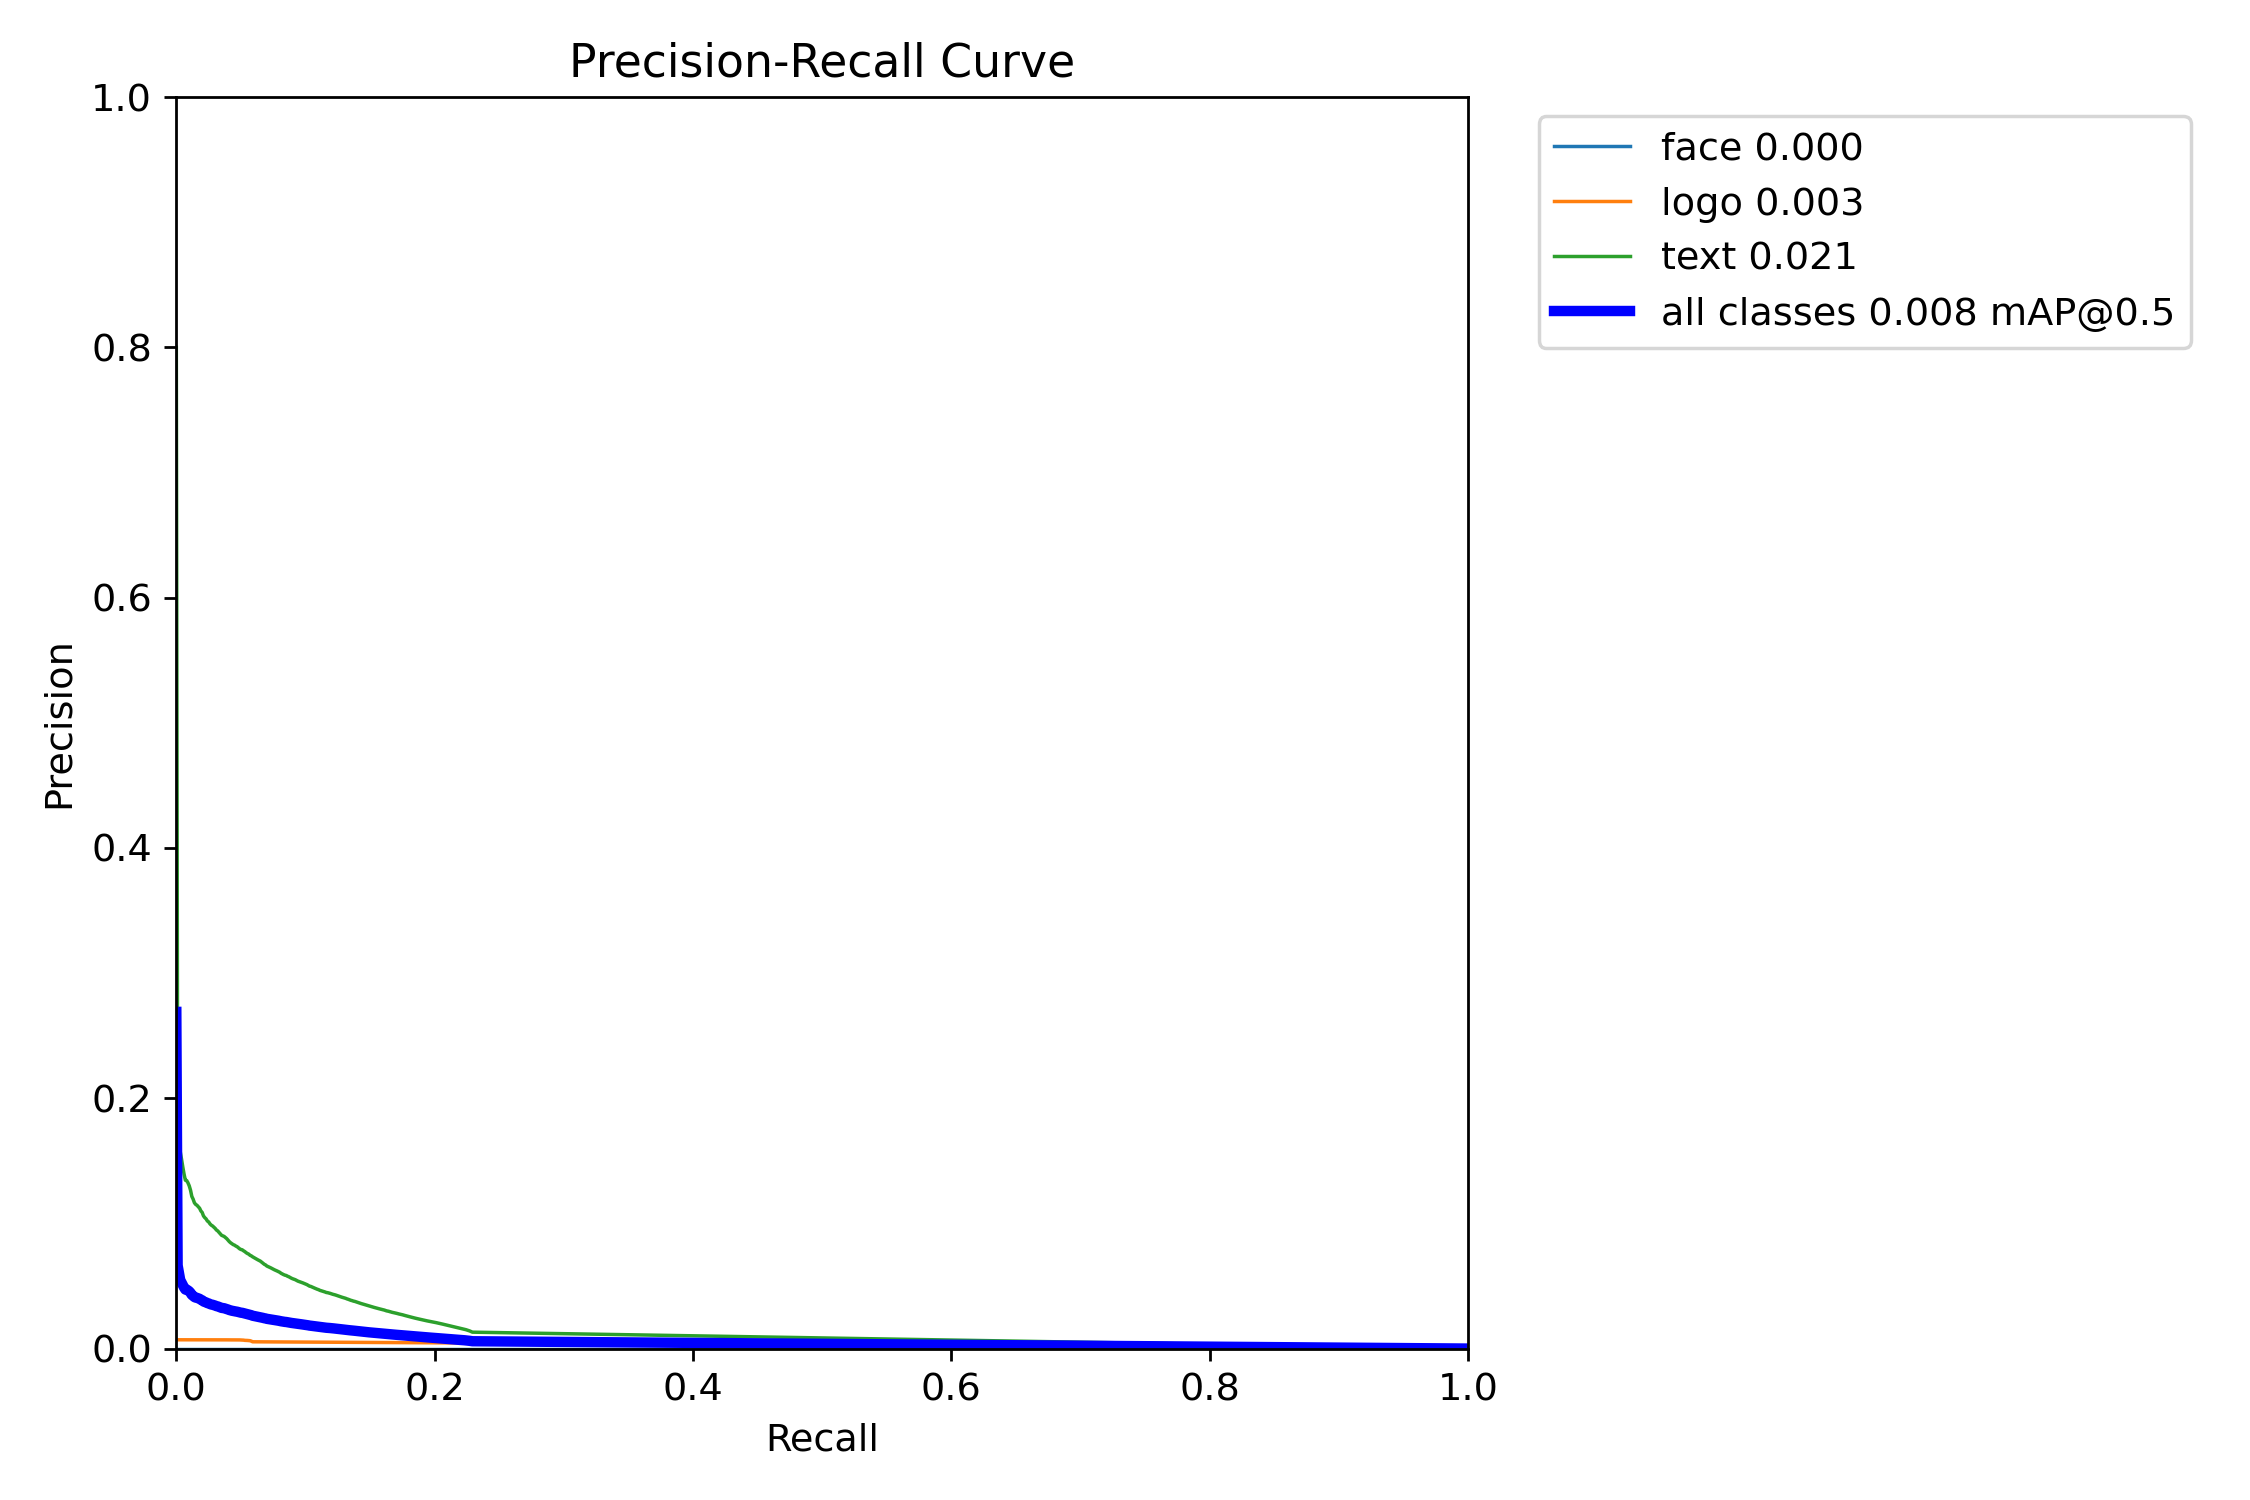 Precision-Recall Curve
1.0
0.8
0.6
0.4
0.2
0.0
Precision
0.0 0.2 0.4 0.6 0.8 1.0
Recall
face 0.000
logo 0.003
text 0.021
all classes 0.008 mAP@0.5